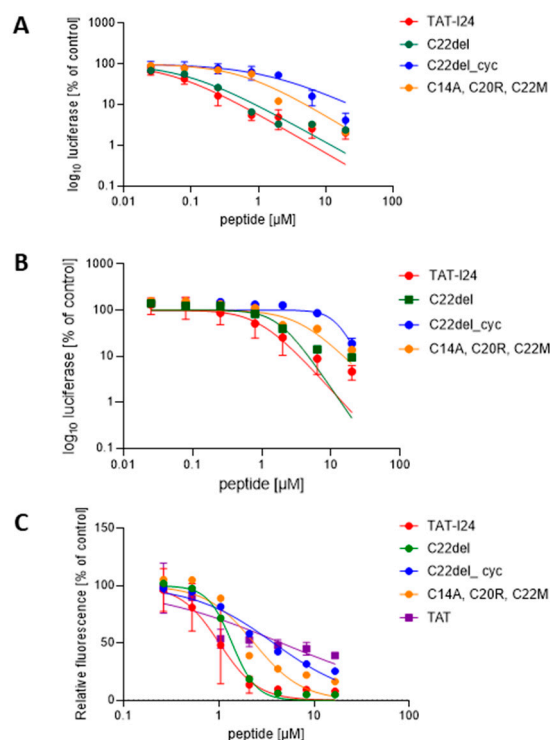 A
log10 luciferase [% of control]
1000
100
10
1
0.1
0.01
0.1
1
10
100
peptide [µM]
TAT-I24
C22del
C22del_cyc
C14A, C20R, C22M
B
log10 luciferase [% of control]
1000
100
10
1
0.1
0.01
0.1
1
10
100
peptide [µM]
TAT-I24
C22del
C22del_cyc
C14A, C20R, C22M
C
Relative fluorescence [% of control]
150
100
50
0
0.1
1
10
100
peptide [µM]
TAT-I24
C22del
C22del_ cyc
C14A, C20R, C22M
TAT